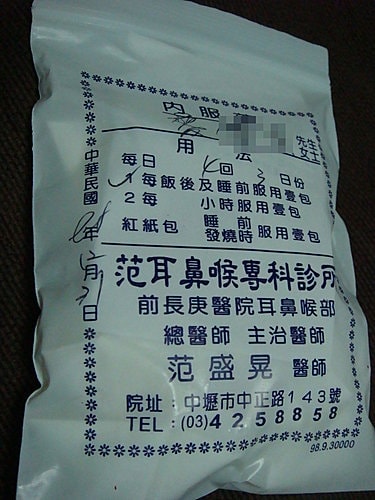 內服
先生
女士
用法
每日 4 回 3 日份
1 每飯後及睡前服用壹包
2 每 小時服用壹包
紅紙包 睡前 發燒時 服用壹包
中華民國 年 12 月 31 日
范耳鼻喉專科診所
前長庚醫院耳鼻喉部
總醫師 主治醫師
范盛晃 醫師
院址：中壢市中正路143號
TEL：(03)4258858
98.9.30000